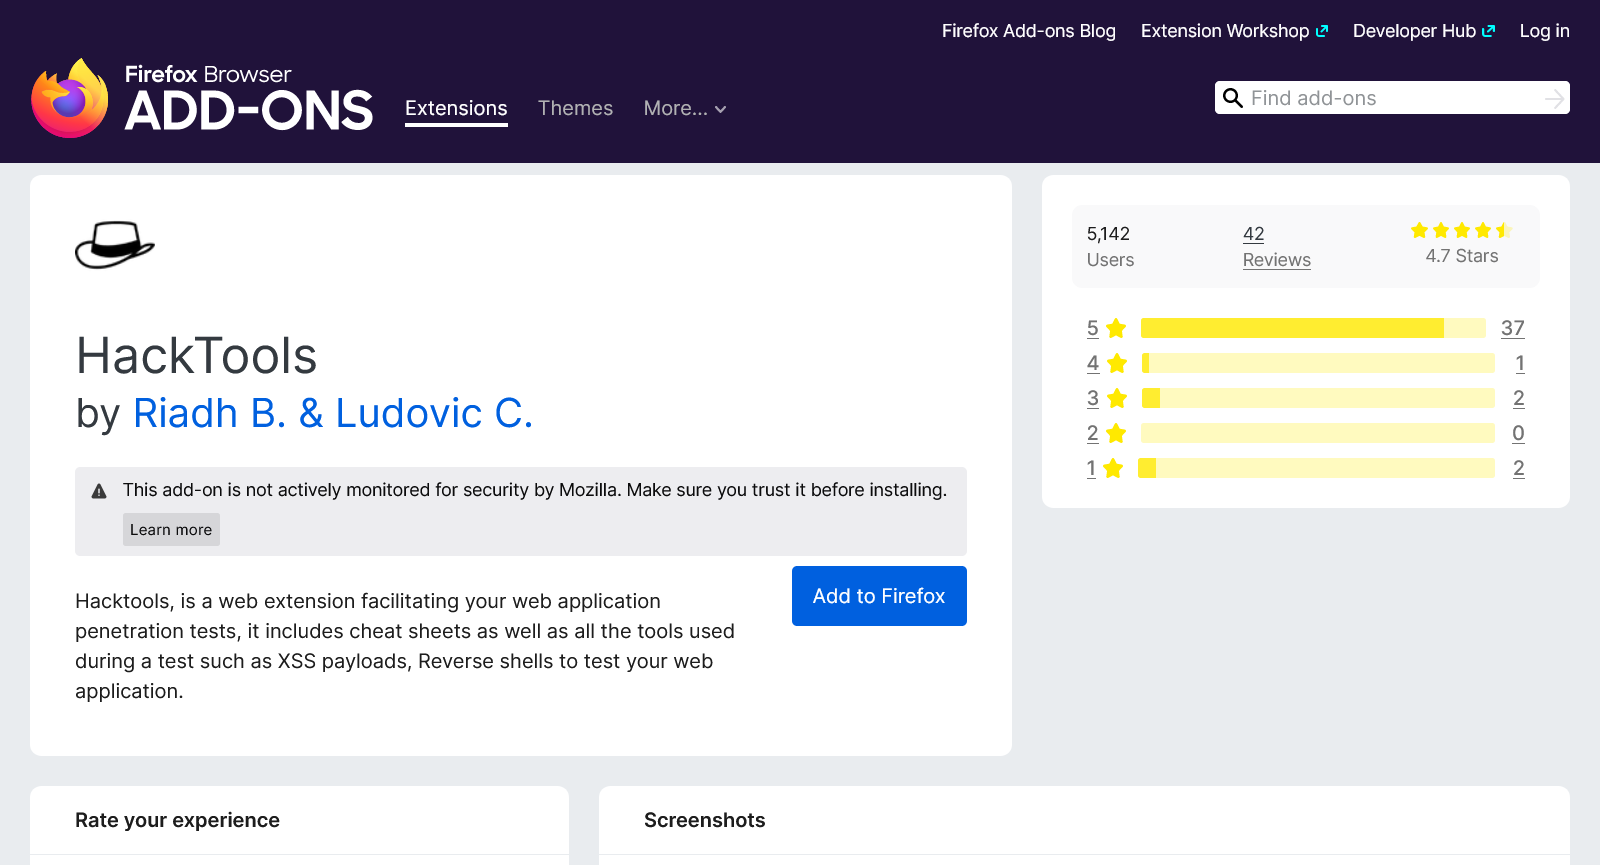 Firefox Add-ons Blog Extension Workshop Developer Hub Log in
Firefox Browser
ADD-ONS
Extensions Themes More...
Find add-ons
HackTools
by Riadh B. & Ludovic C.
This add-on is not actively monitored for security by Mozilla. Make sure you trust it before installing.
Learn more
Hacktools, is a web extension facilitating your web application
penetration tests, it includes cheat sheets as well as all the tools used
during a test such as XSS payloads, Reverse shells to test your web
application.
Add to Firefox
5,142
Users
42
Reviews
4.7 Stars
5 37
4 1
3 2
2 0
1 2
Rate your experience
Screenshots